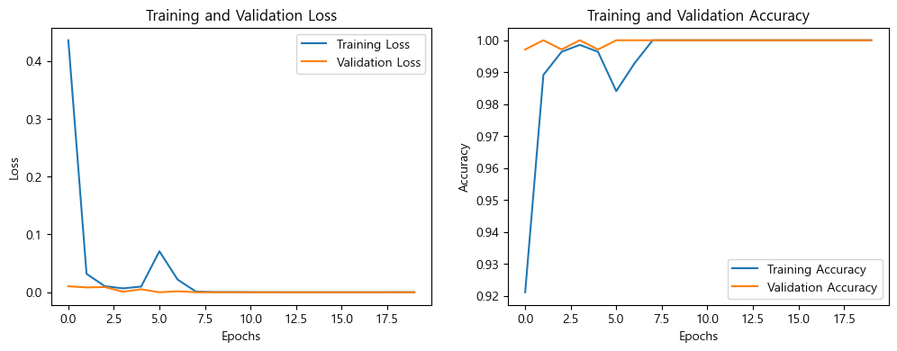 Training and Validation Loss
Training Loss
Validation Loss
0.4
0.3
0.2
0.1
0.0
Loss
0.0 2.5 5.0 7.5 10.0 12.5 15.0 17.5
Epochs
Training and Validation Accuracy
1.00
0.99
0.98
0.97
0.96
0.95
0.94
0.93
0.92
Accuracy
Training Accuracy
Validation Accuracy
0.0 2.5 5.0 7.5 10.0 12.5 15.0 17.5
Epochs